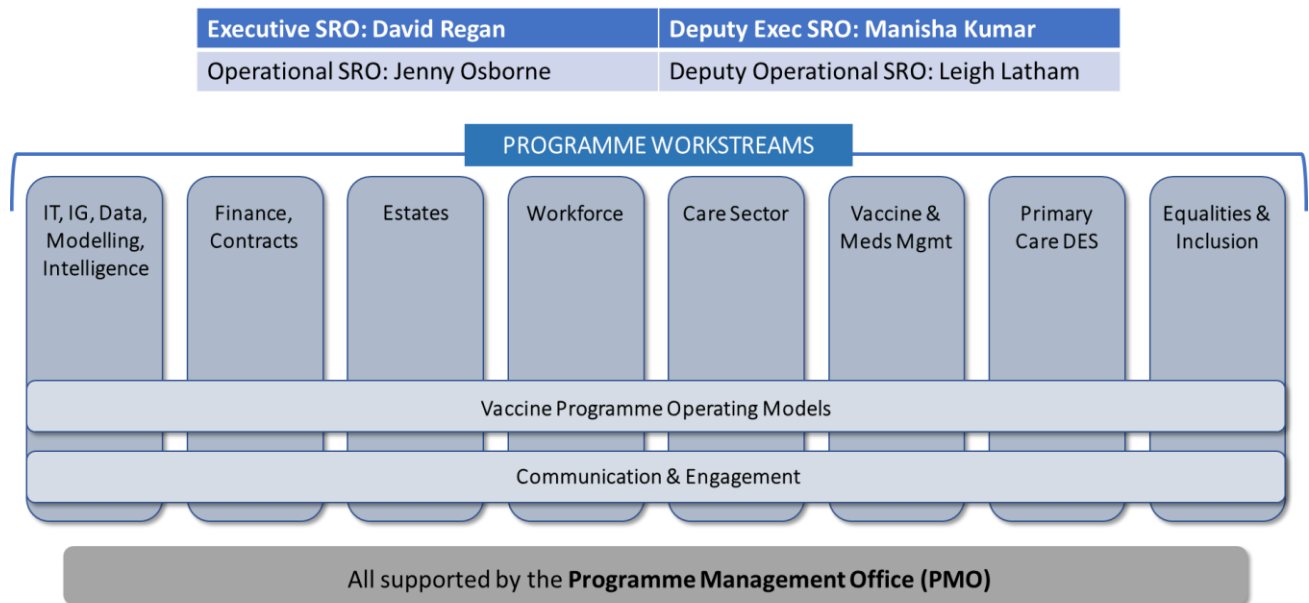 Executive SRO: David Regan
Deputy Exec SRO: Manisha Kumar
Operational SRO: Jenny Osborne
Deputy Operational SRO: Leigh Latham
PROGRAMME WORKSTREAMS
IT, IG, Data,
Modelling,
Intelligence
Finance,
Contracts
Estates
Workforce
Care Sector
Vaccine &
Meds Mgmt
Primary
Care DES
Equalities &
Inclusion
Vaccine Programme Operating Models
Communication & Engagement
All supported by the Programme Management Office (PMO)